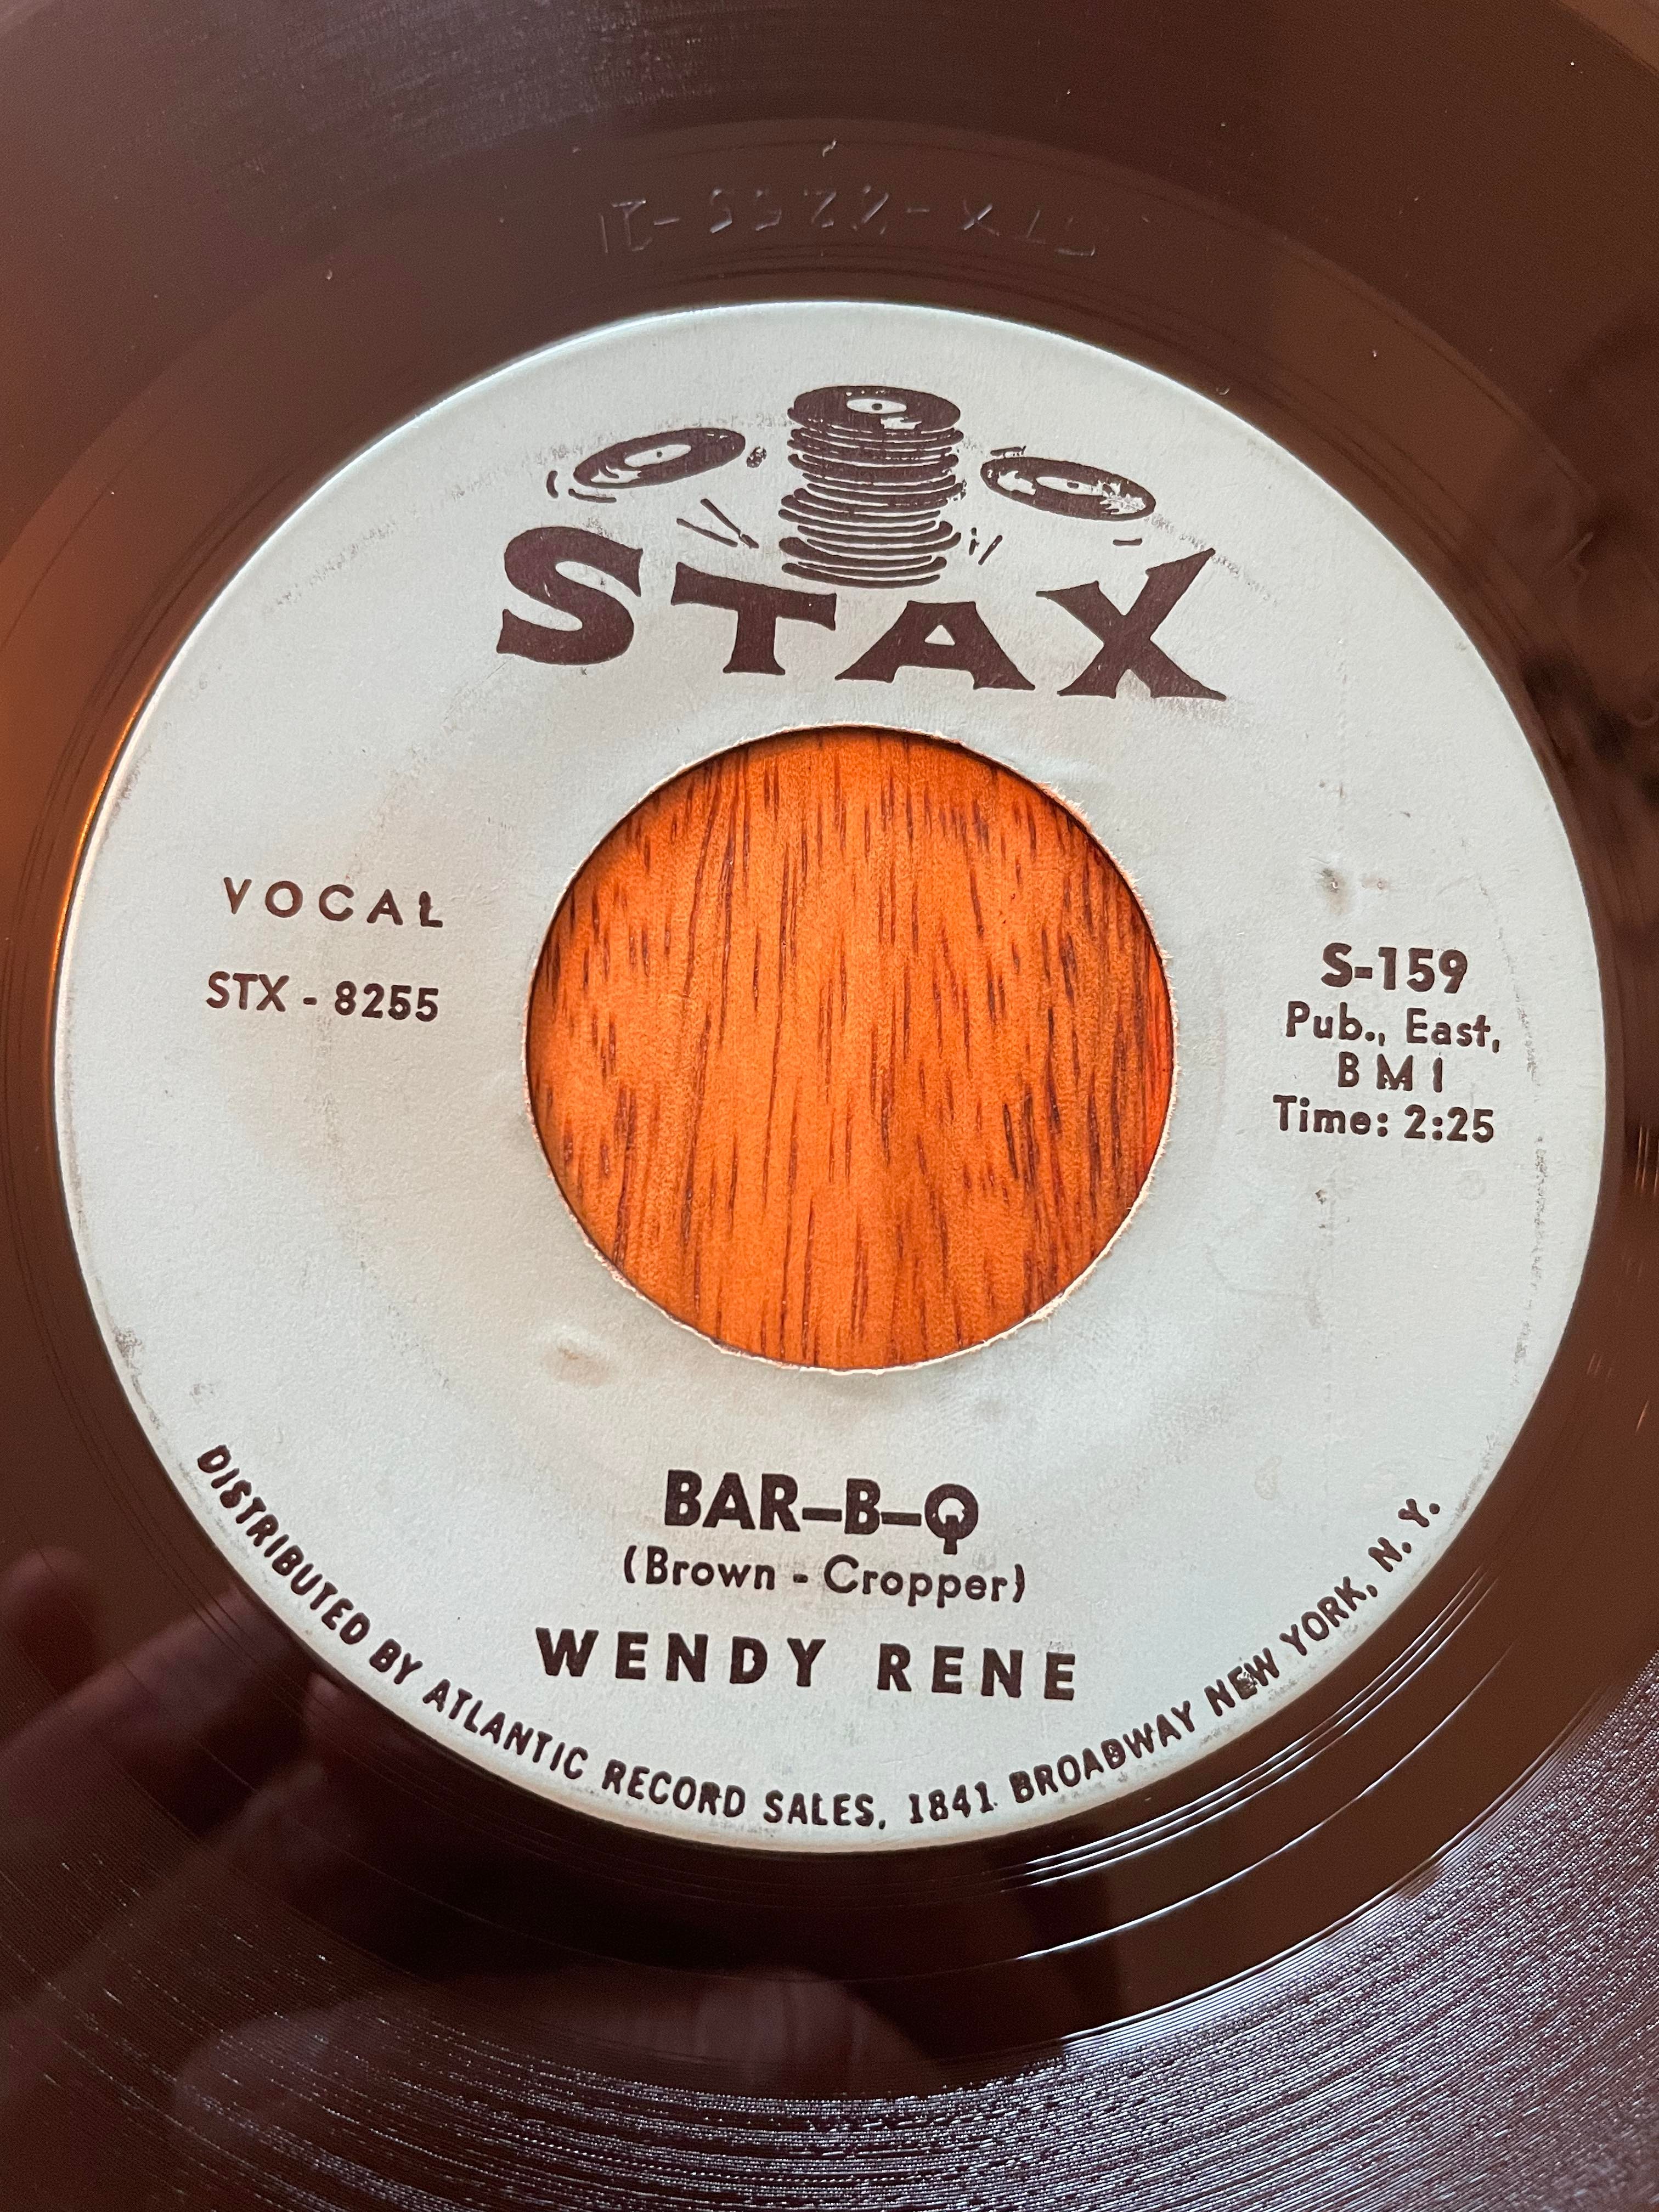 STAX
VOCAL
STX - 8255
S-159
Pub., East,
B M I
Time: 2:25
BAR-B-Q
(Brown - Cropper)
WENDY RENE
DISTRIBUTED BY ATLANTIC RECORD SALES, 1841 BROADWAY NEW YORK, N. Y.